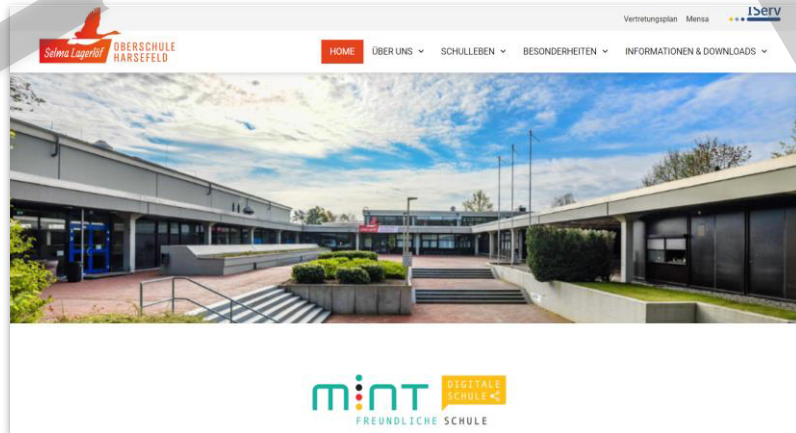 Vertretungsplan Mensa IServ
Selma Lagerlöf OBERSCHULE
HARSEFELD
HOME ÜBER UNS SCHULLEBEN BESONDERHEITEN INFORMATIONEN & DOWNLOADS
mint DIGITALE
SCHULE
FREUNDLICHE SCHULE